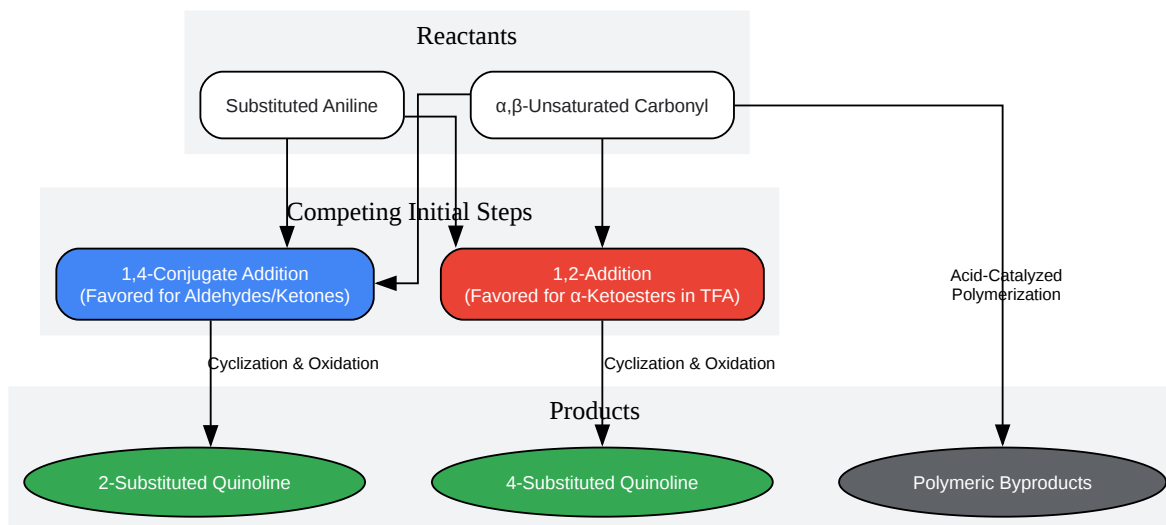 Reactants
Substituted Aniline
α,β-Unsaturated Carbonyl
Competing Initial Steps
1,4-Conjugate Addition
(Favored for Aldehydes/Ketones)
1,2-Addition
(Favored for α-Ketoesters in TFA)
Acid-Catalyzed
Polymerization
Cyclization & Oxidation
Cyclization & Oxidation
Products
2-Substituted Quinoline
4-Substituted Quinoline
Polymeric Byproducts